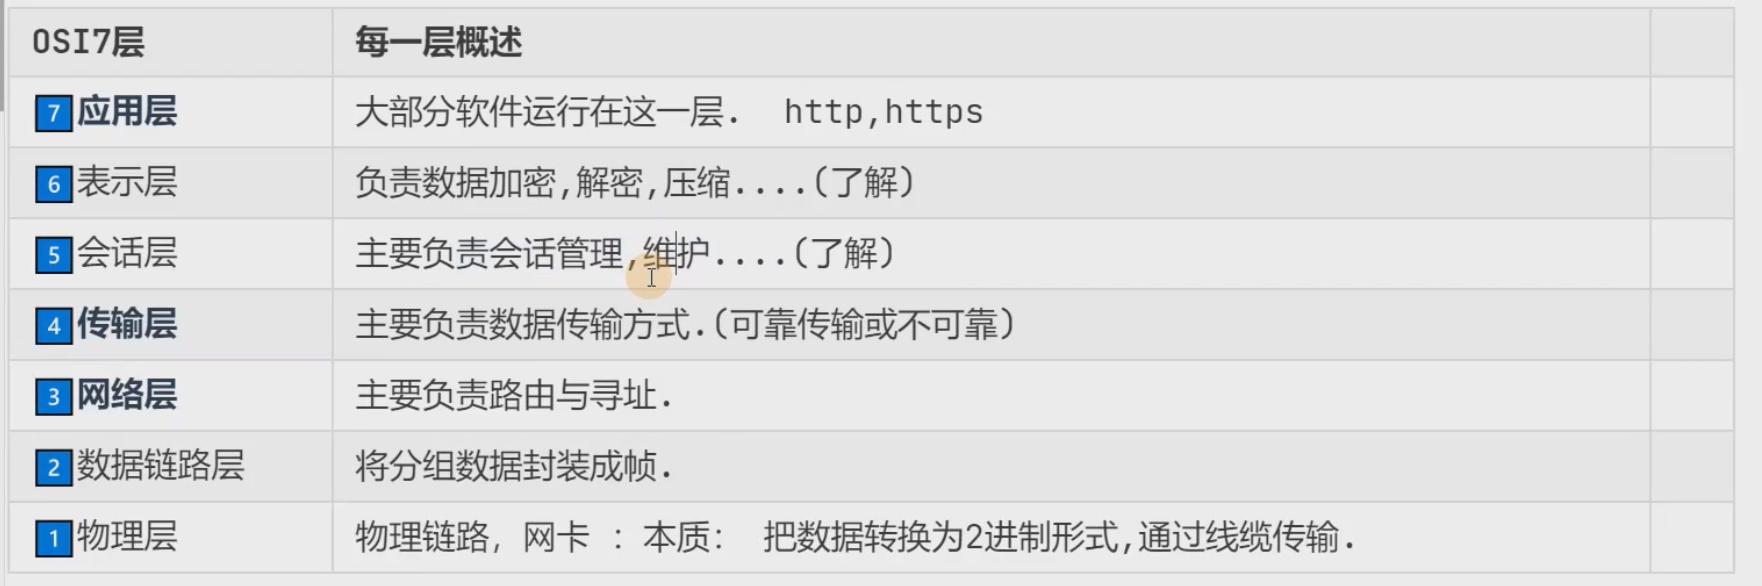 OSI7层 每一层概述
7 应用层 大部分软件运行在这一层. http,https
6 表示层 负责数据加密,解密,压缩....(了解)
5 会话层 主要负责会话管理,维护....(了解)
4 传输层 主要负责数据传输方式.(可靠传输或不可靠)
3 网络层 主要负责路由与寻址.
2 数据链路层 将分组数据封装成帧.
1 物理层 物理链路, 网卡 : 本质: 把数据转换为2进制形式,通过线缆传输.